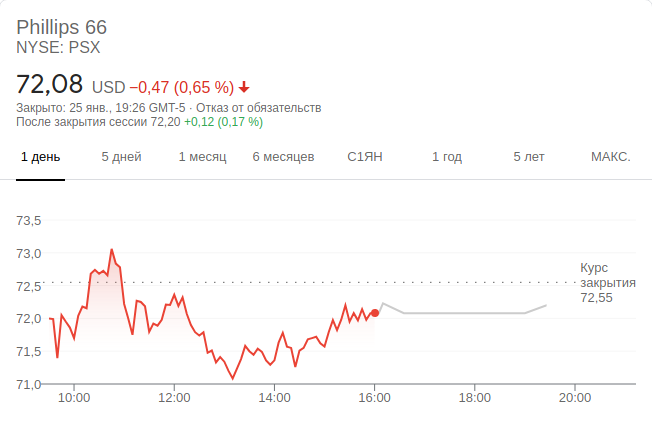 Phillips 66
NYSE: PSX
72,08 USD −0,47 (0,65 %)
Закрыто: 25 янв., 19:26 GMT-5 · Отказ от обязательств
После закрытия сессии 72,20 +0,12 (0,17 %)
1 день 5 дней 1 месяц 6 месяцев С1ЯН 1 год 5 лет МАКС.
73,5
73,0
72,5
72,0
71,5
71,0
Курс
закрытия
72,55
10:00 12:00 14:00 16:00 18:00 20:00